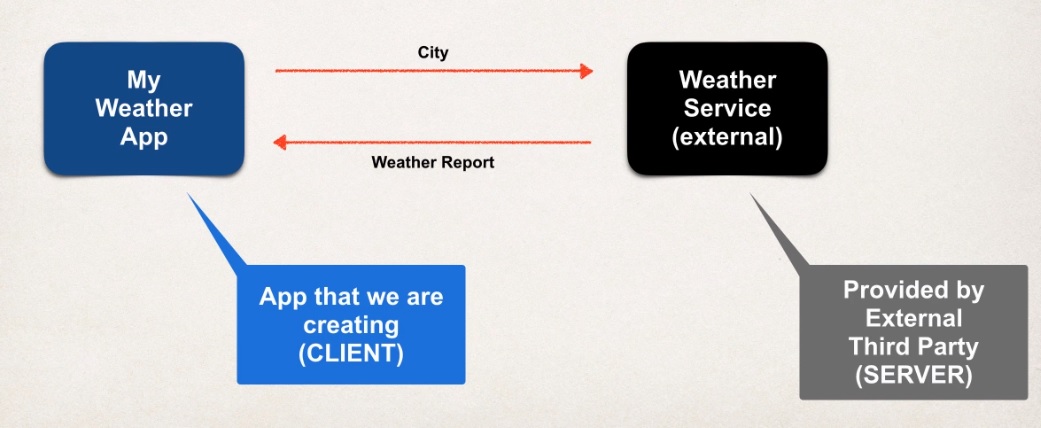 My
Weather
App
City
Weather Report
Weather
Service
(external)
App that we are
creating
(CLIENT)
Provided by
External
Third Party
(SERVER)